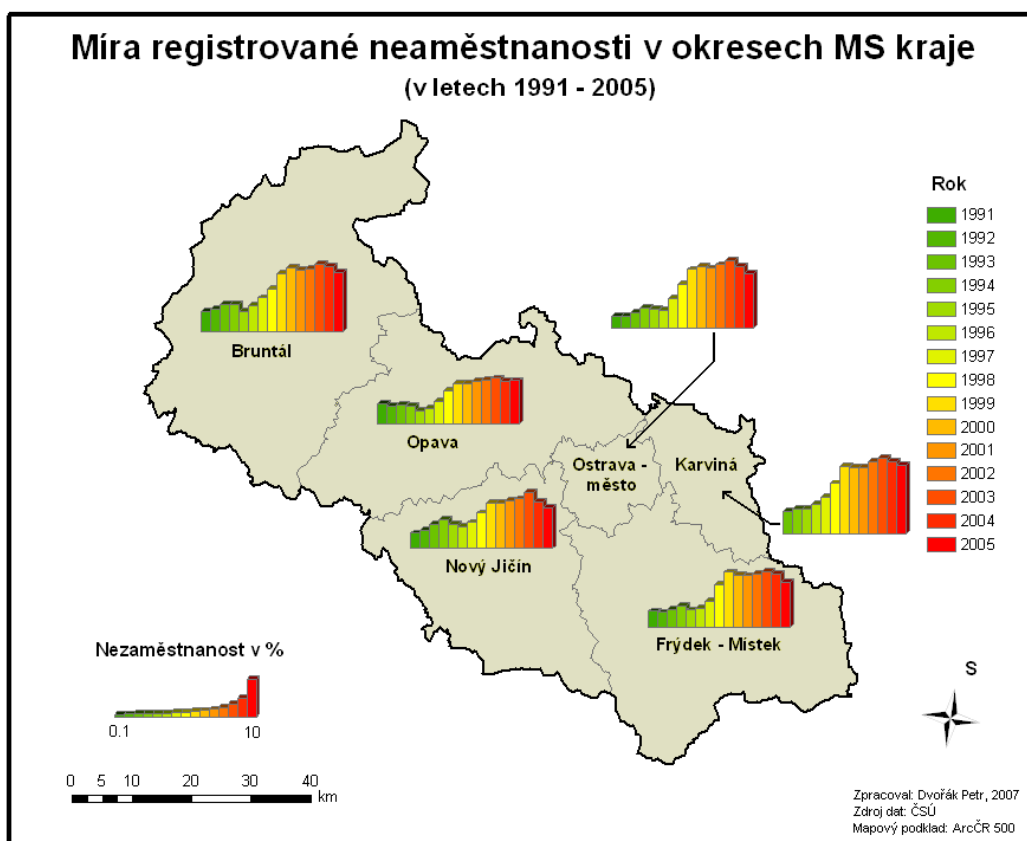 Míra registrované neaměstnanosti v okresech MS kraje
(v letech 1991 - 2005)
Rok
1991
1992
1993
1994
1995
1996
1997
1998
1999
2000
2001
2002
2003
2004
2005
Bruntál
Opava
Ostrava -
město
Karviná
Nový Jičín
Frýdek - Místek
Nezaměstnanost v %
0.1 10
0 5 10 20 30 40
km
S
Zpracoval: Dvořák Petr, 2007
Zdroj dat: ČSÚ
Mapový podklad: ArcČR 500